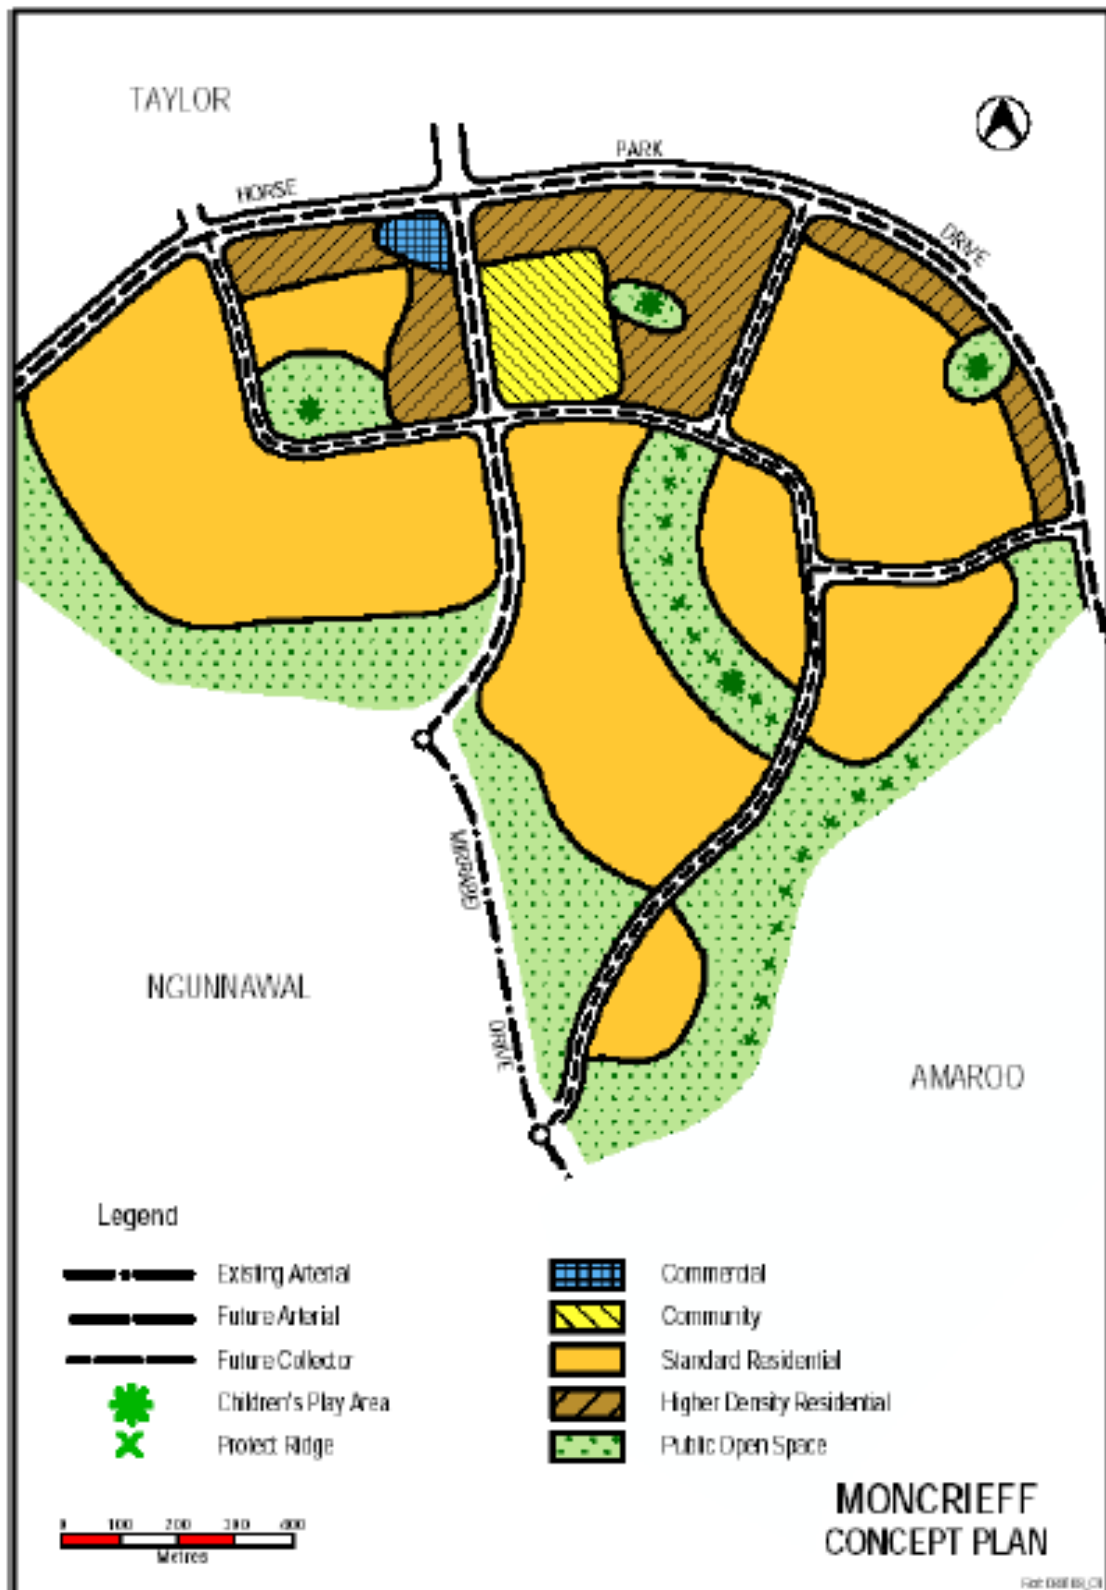 TAYLOR
HORSE
PARK
DRIVE
MIRRABEI
DRIVE
NGUNNAWAL
AMAROO
Legend
Existing Arterial
Future Arterial
Future Collector
Children's Play Area
Protect Ridge
Commercial
Community
Standard Residential
Higher Density Residential
Public Open Space
0 100 200 300 400
Metres
MONCRIEFF
CONCEPT PLAN